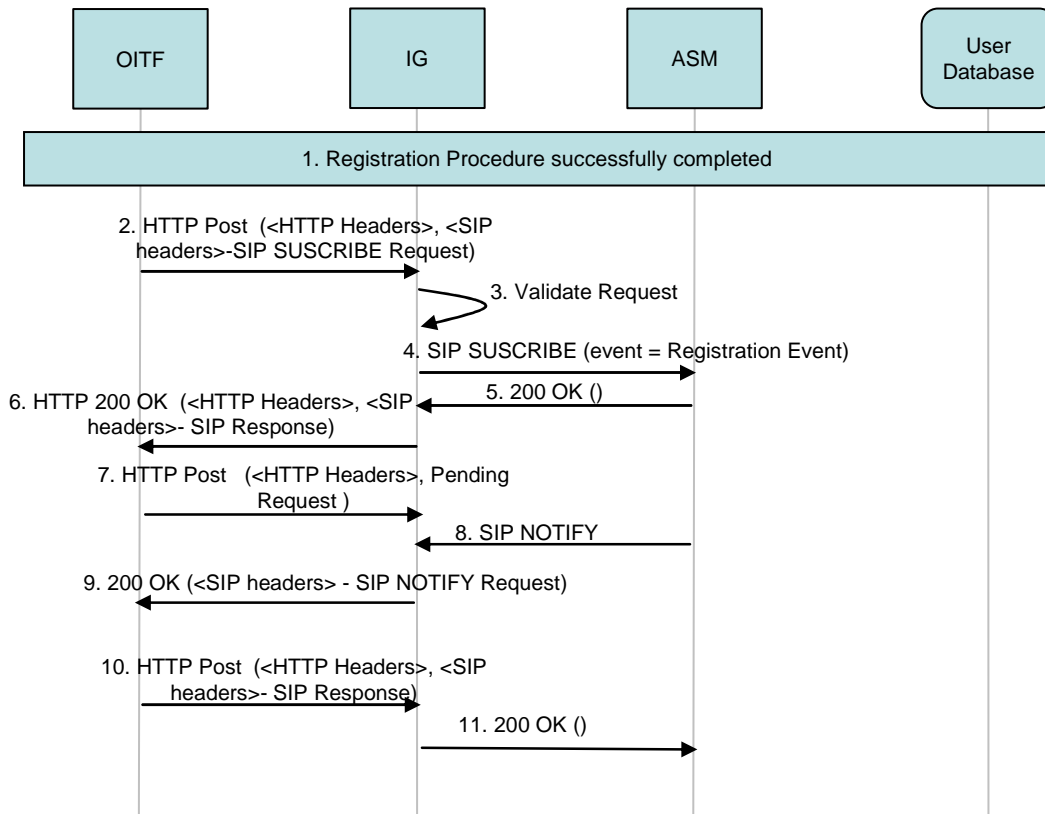 OITF
IG
ASM
User
Database
1. Registration Procedure successfully completed
2. HTTP Post (<HTTP Headers>, <SIP
headers>-SIP SUSCRIBE Request)
3. Validate Request
4. SIP SUSCRIBE (event = Registration Event)
5. 200 OK ()
6. HTTP 200 OK (<HTTP Headers>, <SIP
headers>- SIP Response)
7. HTTP Post (<HTTP Headers>, Pending
Request )
8. SIP NOTIFY
9. 200 OK (<SIP headers> - SIP NOTIFY Request)
10. HTTP Post (<HTTP Headers>, <SIP
headers>- SIP Response)
11. 200 OK ()